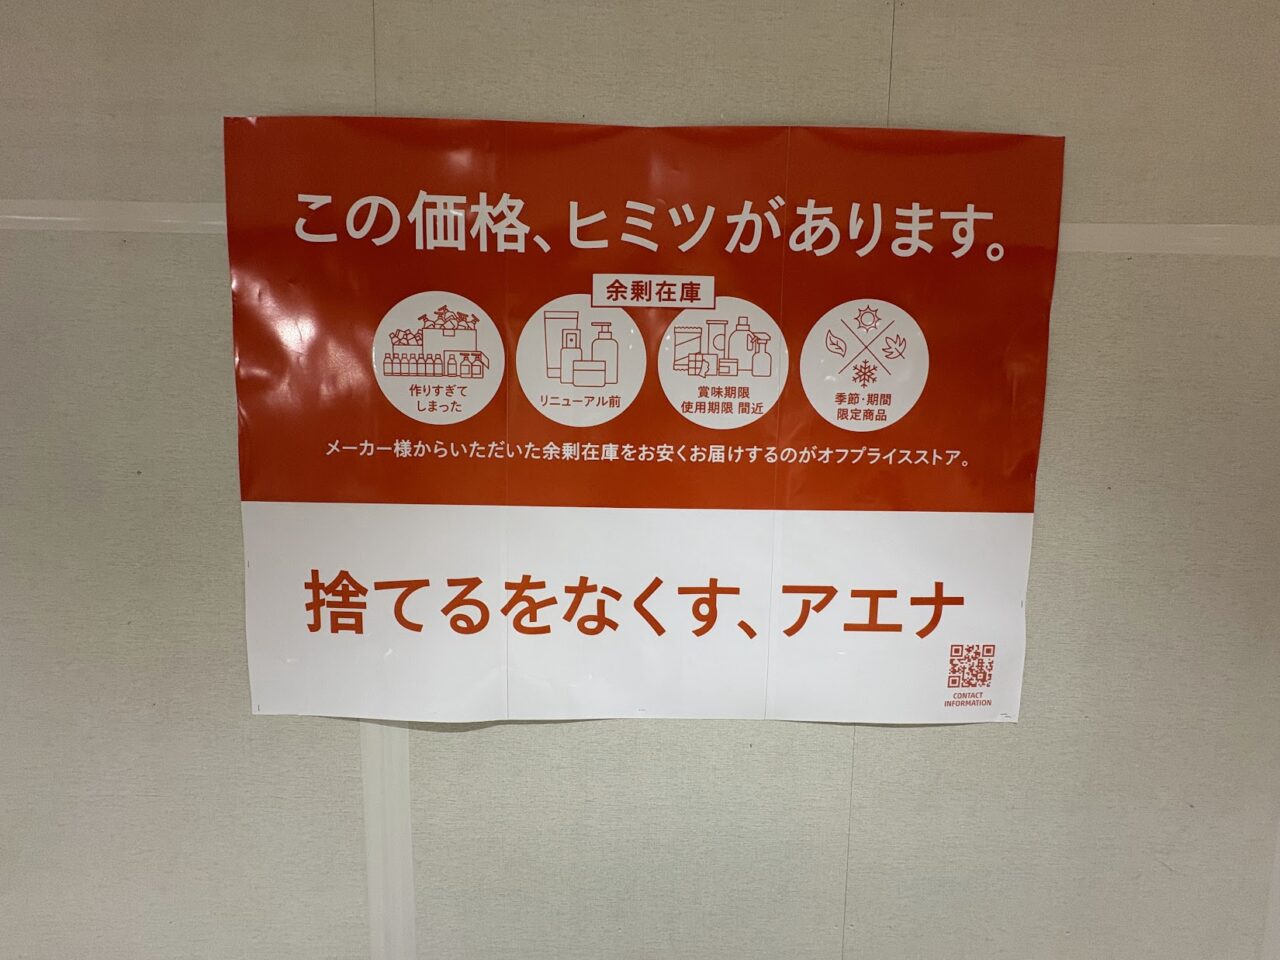 この価格、ヒミツがあります。
余剰在庫
作りすぎて
しまった
リニューアル前
賞味期限
使用期限 間近
季節・期間
限定商品
メーカー様からいただいた余剰在庫をお安くお届けするのがオフプライスストア。
捨てるをなくす、アエナ
CONTACT
INFORMATION